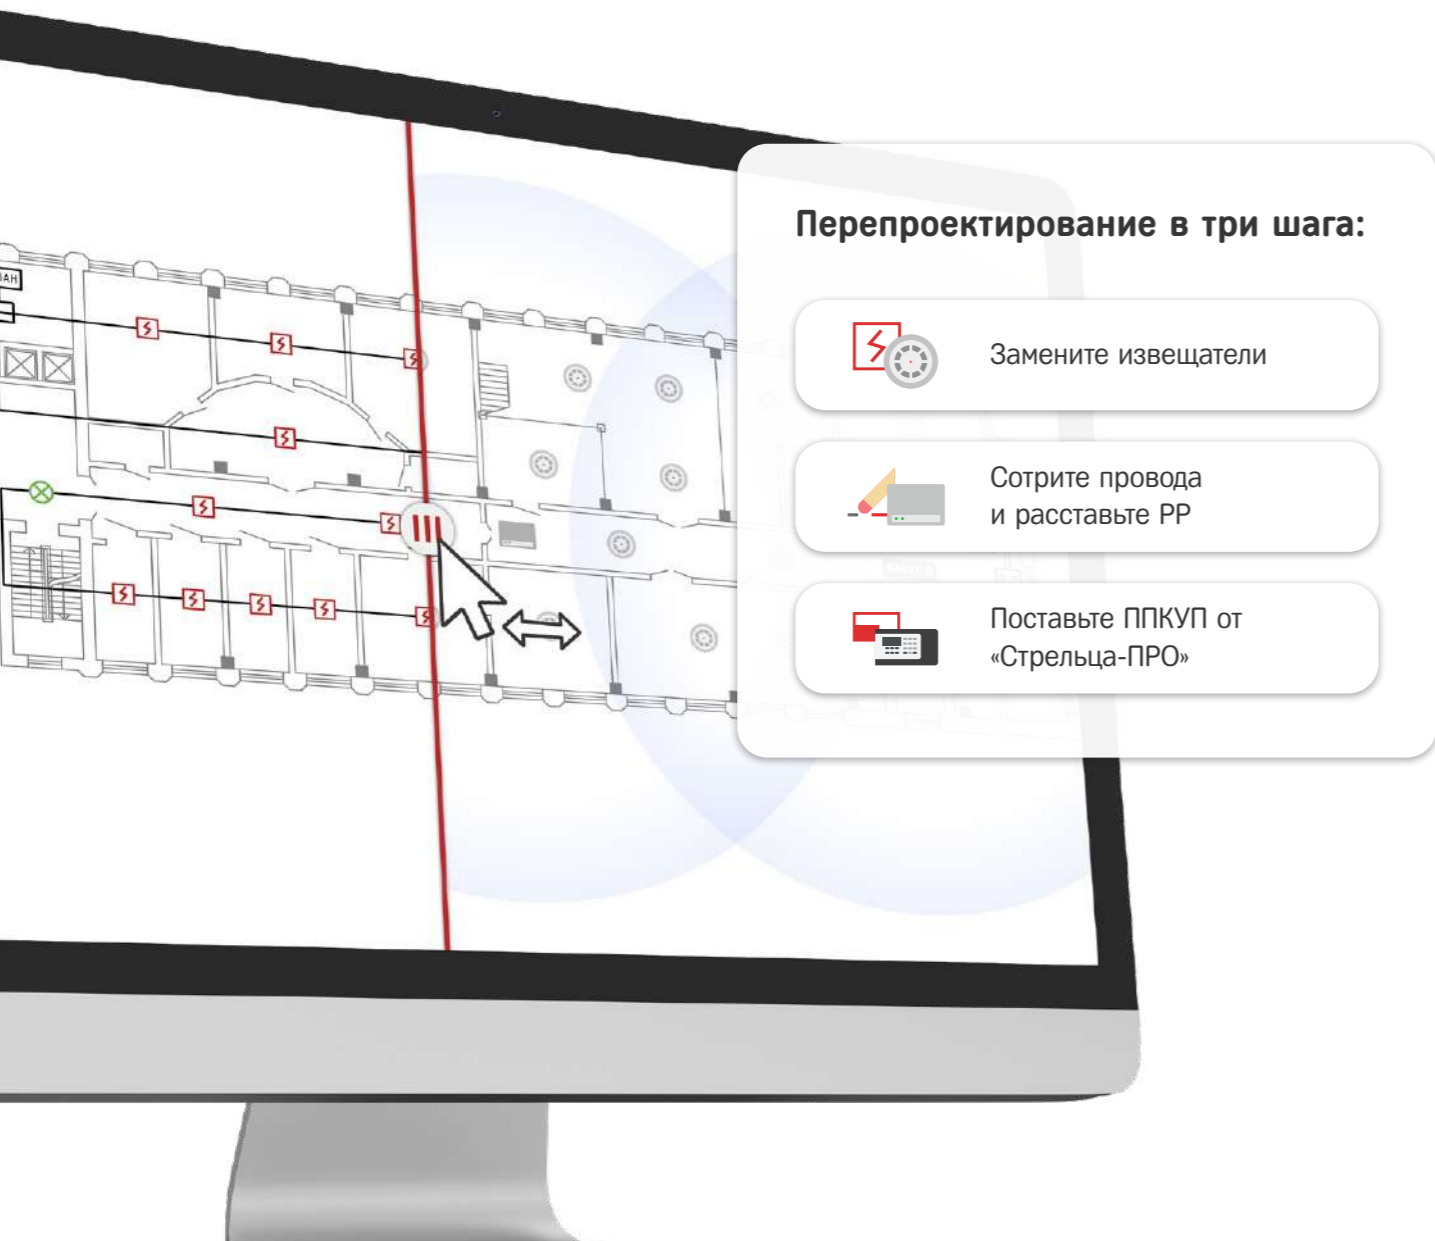 Перепроектирование в три шага:
Замените извещатели
Сотрите провода
и расставьте РР
Поставьте ППКУП от
«Стрельца-ПРО»